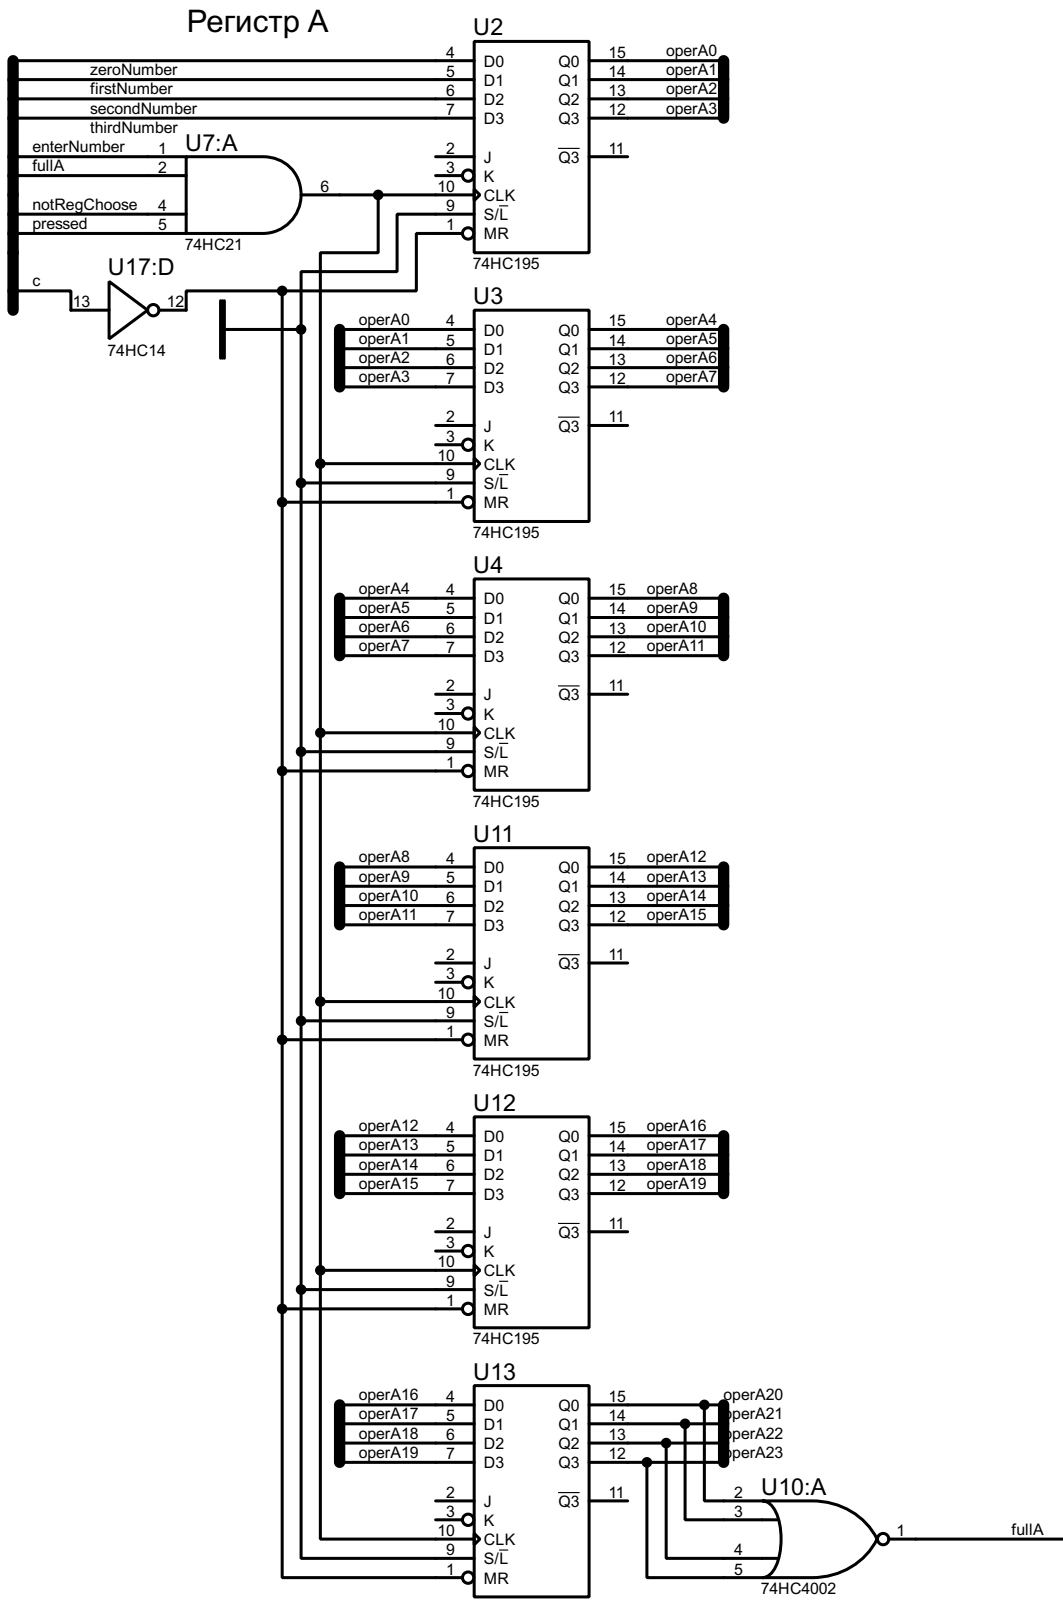 Регистр А
U2
4 D0 Q0 15 operA0
zeroNumber 5 D1 Q1 14 operA1
firstNumber 6 D2 Q2 13 operA2
secondNumber 7 D3 Q3 12 operA3
thirdNumber
U7:A
enterNumber 1
fullA 2
notRegChoose 4
pressed 5
6
74HC21
2 J Q3 11
3 K
10 CLK
9 S/L
1 MR
74HC195
c
U17:D
13 12
74HC14
U3
operA0 4 D0 Q0 15 operA4
operA1 5 D1 Q1 14 operA5
operA2 6 D2 Q2 13 operA6
operA3 7 D3 Q3 12 operA7
2 J Q3 11
3 K
10 CLK
9 S/L
1 MR
74HC195
U4
operA4 4 D0 Q0 15 operA8
operA5 5 D1 Q1 14 operA9
operA6 6 D2 Q2 13 operA10
operA7 7 D3 Q3 12 operA11
2 J Q3 11
3 K
10 CLK
9 S/L
1 MR
74HC195
U11
operA8 4 D0 Q0 15 operA12
operA9 5 D1 Q1 14 operA13
operA10 6 D2 Q2 13 operA14
operA11 7 D3 Q3 12 operA15
2 J Q3 11
3 K
10 CLK
9 S/L
1 MR
74HC195
U12
operA12 4 D0 Q0 15 operA16
operA13 5 D1 Q1 14 operA17
operA14 6 D2 Q2 13 operA18
operA15 7 D3 Q3 12 operA19
2 J Q3 11
3 K
10 CLK
9 S/L
1 MR
74HC195
U13
operA16 4 D0 Q0 15 operA20
operA17 5 D1 Q1 14 operA21
operA18 6 D2 Q2 13 operA22
operA19 7 D3 Q3 12 operA23
2 J Q3 11
3 K
10 CLK
9 S/L
1 MR
U10:A
2
3
4
5
1 fullA
74HC4002